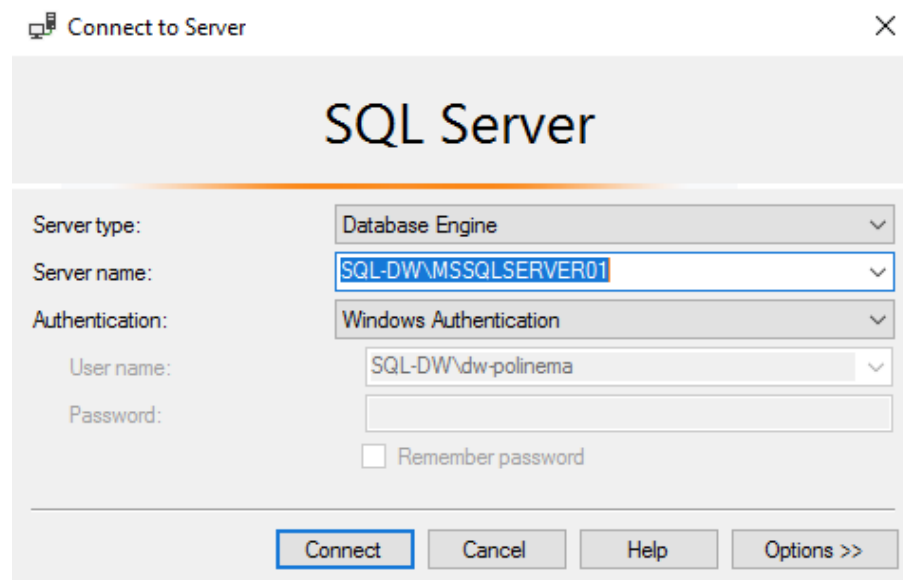 Connect to Server
SQL Server
Server type: Database Engine
Server name: SQL-DW\MSSQLSERVER01
Authentication: Windows Authentication
User name: SQL-DW\dw-polinema
Password:
Remember password
Connect Cancel Help Options >>